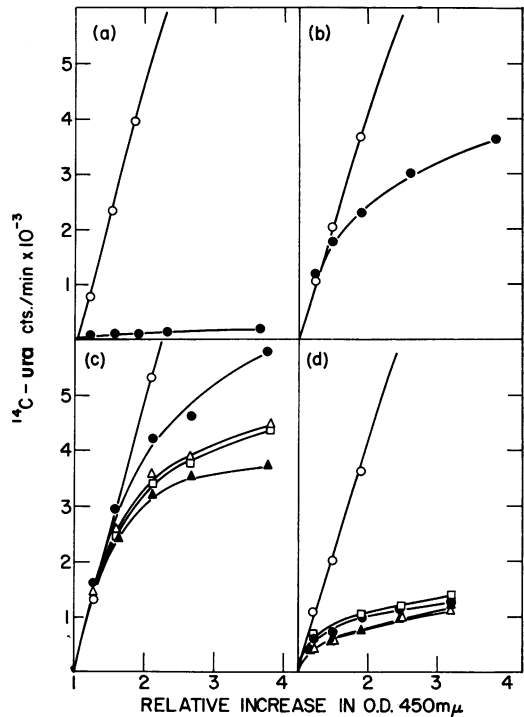 (a)
(b)
5
4
3
2
1
(c)
(d)
5
4
3
2
1
1 2 3 4 1 2 3 4
¹⁴C - ura cts./min x 10⁻³
RELATIVE INCREASE IN O.D. 450mμ